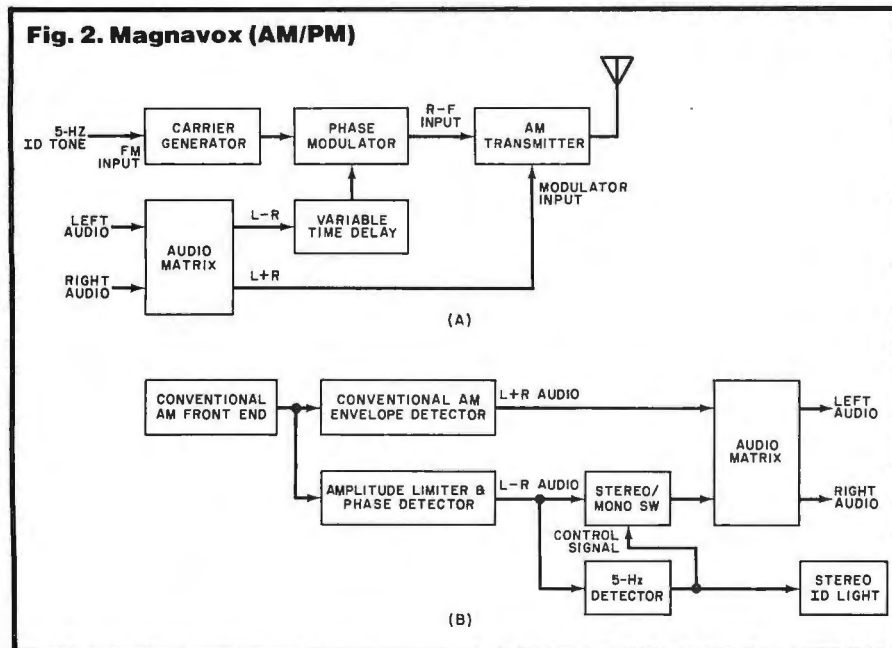 Fig. 2. Magnavox (AM/PM)
5-HZ
ID TONE
FM
INPUT
CARRIER
GENERATOR
PHASE
MODULATOR
R-F
INPUT
AM
TRANSMITTER
MODULATOR
INPUT
LEFT
AUDIO
RIGHT
AUDIO
AUDIO
MATRIX
L-R
L+R
VARIABLE
TIME DELAY
(A)
CONVENTIONAL
AM FRONT END
CONVENTIONAL AM
ENVELOPE DETECTOR
L+R AUDIO
AMPLITUDE LIMITER &
PHASE DETECTOR
L-R AUDIO
STEREO/
MONO SW
CONTROL
SIGNAL
5-Hz
DETECTOR
AUDIO
MATRIX
LEFT
AUDIO
RIGHT
AUDIO
STEREO
ID LIGHT
(B)